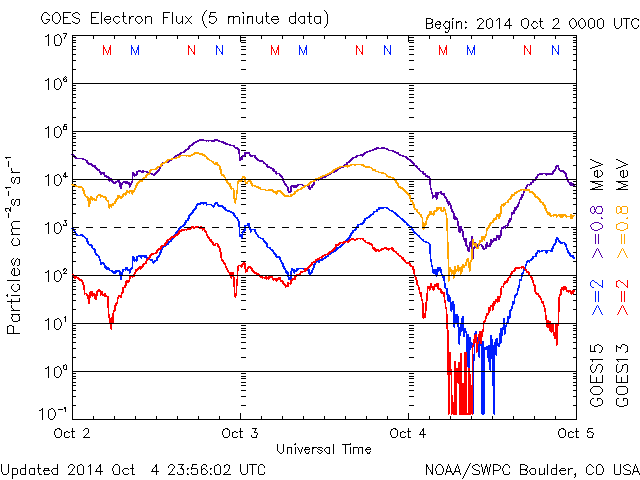 GOES Electron Flux (5 minute data)
Begin: 2014 Oct 2 0000 UTC
10⁷
M M N N M M N N M M N N
10⁶
10⁵
10⁴
10³
10²
10¹
10⁰
10⁻¹
Particles cm⁻²s⁻¹sr⁻¹
Oct 2 Oct 3 Oct 4 Oct 5
Universal Time
GOES15 >=2 >=0.8 MeV
GOES13 >=2 >=0.8 MeV
Updated 2014 Oct 4 23:56:02 UTC
NOAA/SWPC Boulder, CO USA